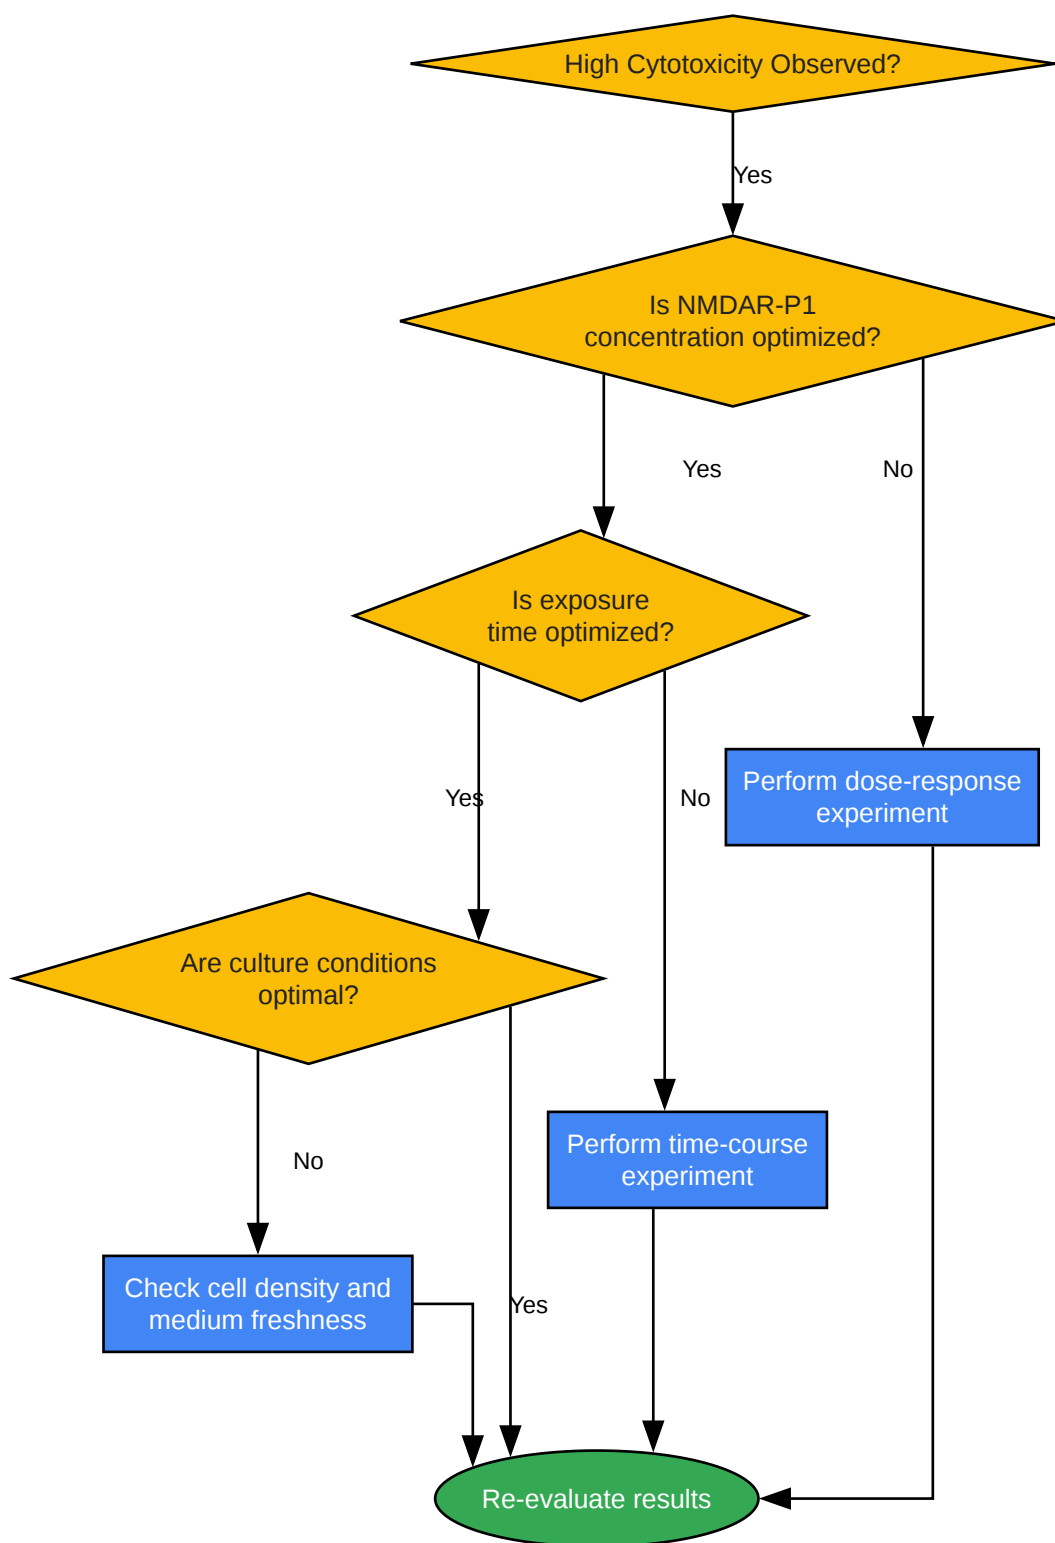 High Cytotoxicity Observed?
Yes
Is NMDAR-P1
concentration optimized?
Yes
No
Is exposure
time optimized?
Yes
No
Perform dose-response
experiment
Are culture conditions
optimal?
No
Perform time-course
experiment
Check cell density and
medium freshness
Yes
Re-evaluate results